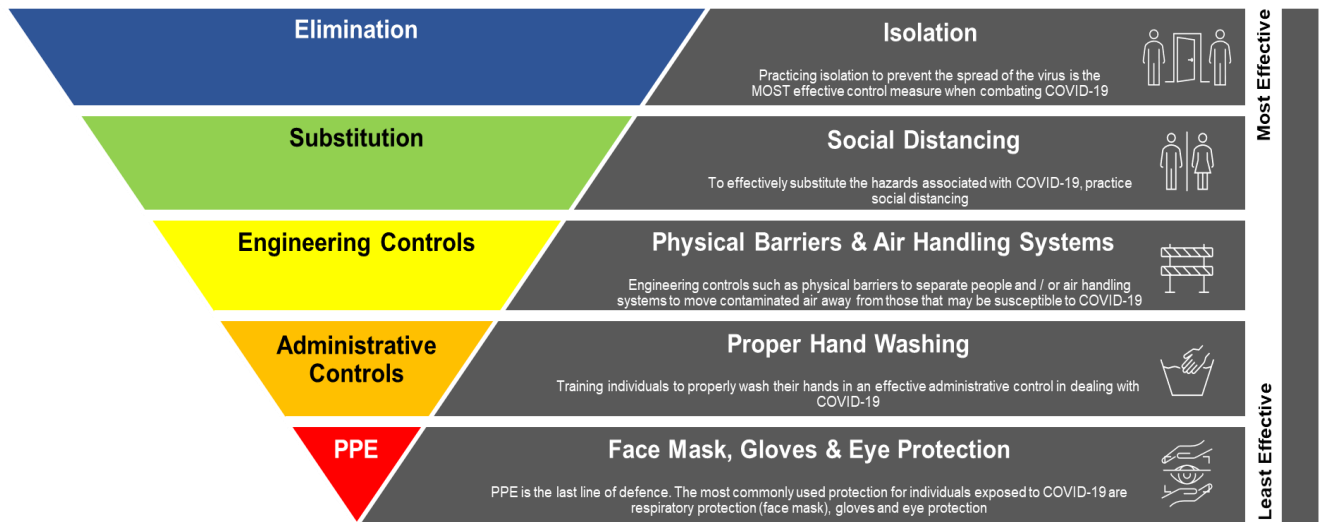 Elimination
Isolation
Practicing isolation to prevent the spread of the virus is the
MOST effective control measure when combating COVID-19
Substitution
Social Distancing
To effectively substitute the hazards associated with COVID-19, practice
social distancing
Engineering Controls
Physical Barriers & Air Handling Systems
Engineering controls such as physical barriers to separate people and / or air handling
systems to move contaminated air away from those that may be susceptible to COVID-19
Administrative
Controls
Proper Hand Washing
Training individuals to properly wash their hands in an effective administrative control in dealing with
COVID-19
PPE
Face Mask, Gloves & Eye Protection
PPE is the last line of defence. The most commonly used protection for individuals exposed to COVID-19 are
respiratory protection (face mask), gloves and eye protection
Most Effective
Least Effective